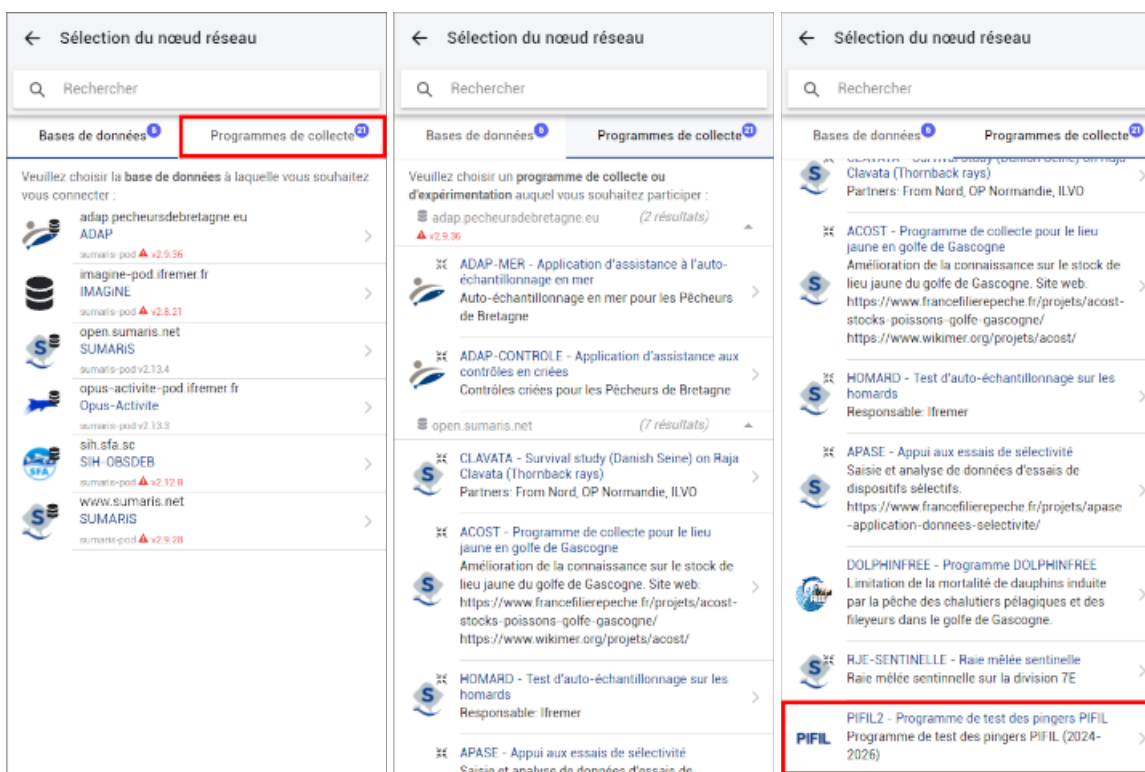 Sélection du nœud réseau
Rechercher
Bases de données 6
Programmes de collecte 21
Veuillez choisir la base de données à laquelle vous souhaitez
vous connecter :
adap.pecheursdebretagne.eu
ADAP
sumaris-pod v2.9.36
imagine-pod.ifremer.fr
IMAGiNE
sumaris-pod v2.8.21
open.sumaris.net
SUMARiS
sumaris-pod v2.13.4
opus-activite-pod.ifremer.fr
Opus-Activite
sumaris-pod v2.13.3
sih.sfa.sc
SIH-OBSDEB
sumaris-pod v2.12.8
www.sumaris.net
SUMARiS
sumaris-pod v2.9.28
Sélection du nœud réseau
Rechercher
Bases de données 6
Programmes de collecte 21
Veuillez choisir un programme de collecte ou
d'expérimentation auquel vous souhaitez participer :
adap.pecheursdebretagne.eu (2 résultats)
v2.9.36
ADAP-MER - Application d'assistance à l'auto-
échantillonnage en mer
Auto-échantillonnage en mer pour les Pêcheurs
de Bretagne
ADAP-CONTROLE - Application d'assistance aux
contrôles en criées
Contrôles criées pour les Pêcheurs de Bretagne
open.sumaris.net (7 résultats)
CLAVATA - Survival study (Danish Seine) on Raja
Clavata (Thornback rays)
Partners: From Nord, OP Normandie, ILVO
ACOST - Programme de collecte pour le lieu
jaune en golfe de Gascogne
Amélioration de la connaissance sur le stock de
lieu jaune du golfe de Gascogne. Site web:
https://www.francefilierepeche.fr/projets/acost-
stocks-poissons-golfe-gascogne/
https://www.wikimer.org/projets/acost/
HOMARD - Test d'auto-échantillonnage sur les
homards
Responsable: Ifremer
APASE - Appui aux essais de sélectivité
Saisie et analyse de données d'essais de
Sélection du nœud réseau
Rechercher
Bases de données 6
Programmes de collecte 21
CLAVATA - Survival study (Danish Seine) on Raja
Clavata (Thornback rays)
Partners: From Nord, OP Normandie, ILVO
ACOST - Programme de collecte pour le lieu
jaune en golfe de Gascogne
Amélioration de la connaissance sur le stock de
lieu jaune du golfe de Gascogne. Site web:
https://www.francefilierepeche.fr/projets/acost-
stocks-poissons-golfe-gascogne/
https://www.wikimer.org/projets/acost/
HOMARD - Test d'auto-échantillonnage sur les
homards
Responsable: Ifremer
APASE - Appui aux essais de sélectivité
Saisie et analyse de données d'essais de
dispositifs sélectifs.
https://www.francefilierepeche.fr/projets/apase
-application-donnees-selectivite/
DOLPHINFREE - Programme DOLPHINFREE
Limitation de la mortalité de dauphins induite
par la pêche des chalutiers pélagiques et des
fileyeurs dans le golfe de Gascogne.
RJE-SENTINELLE - Raie mêlée sentinelle
Raie mêlée sentinnelle sur la division 7E
PIFIL
PIFIL2 - Programme de test des pingers PIFIL
Programme de test des pingers PIFIL (2024-
2026)